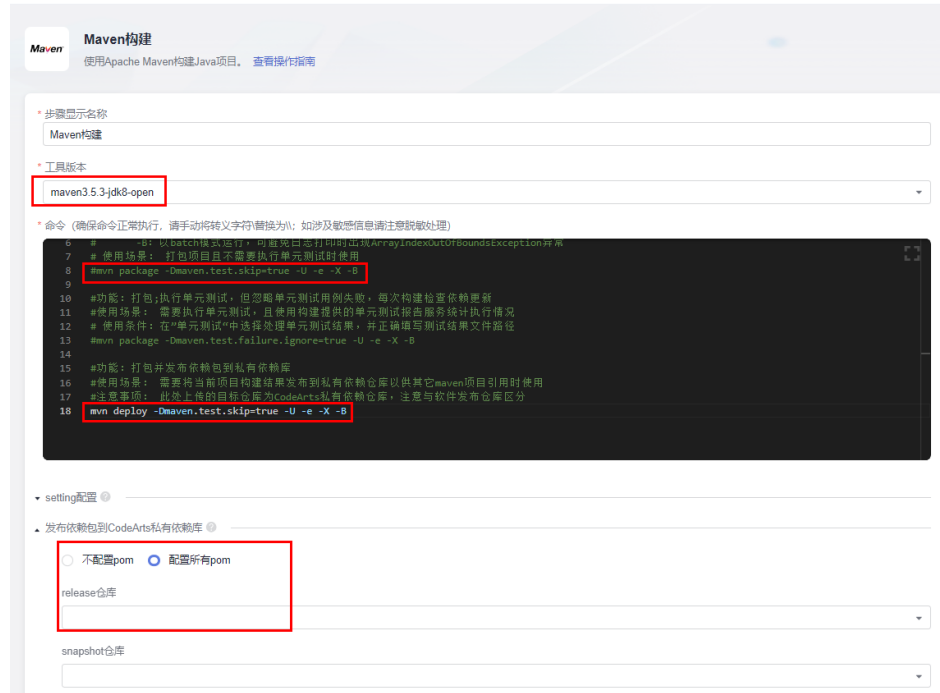 Maven
Maven构建
使用Apache Maven构建Java项目。 查看操作指南
* 步骤显示名称
Maven构建
* 工具版本
maven3.5.3-jdk8-open
* 命令（确保命令正常执行，请手动将转义字符\替换为\\; 如涉及敏感信息请注意脱敏处理）
6 # -B: 以batch模式运行，可避免日志打印时出现ArrayIndexOutOfBoundsException异常
7 # 使用场景: 打包项目且不需要执行单元测试时使用
8 #mvn package -Dmaven.test.skip=true -U -e -X -B
9
10 #功能: 打包;执行单元测试，但忽略单元测试用例失败，每次构建检查依赖更新
11 #使用场景: 需要执行单元测试，且使用构建提供的单元测试报告服务统计执行情况
12 # 使用条件: 在"单元测试"中选择处理单元测试结果，并正确填写测试结果文件路径
13 #mvn package -Dmaven.test.failure.ignore=true -U -e -X -B
14
15 #功能: 打包并发布依赖包到私有依赖库
16 #使用场景: 需要将当前项目构建结果发布到私有依赖仓库以供其它maven项目引用时使用
17 #注意事项: 此处上传的目标仓库为CodeArts私有依赖仓库，注意与软件发布仓库区分
18 mvn deploy -Dmaven.test.skip=true -U -e -X -B
setting配置
发布依赖包到CodeArts私有依赖库
不配置pom 配置所有pom
release仓库
snapshot仓库